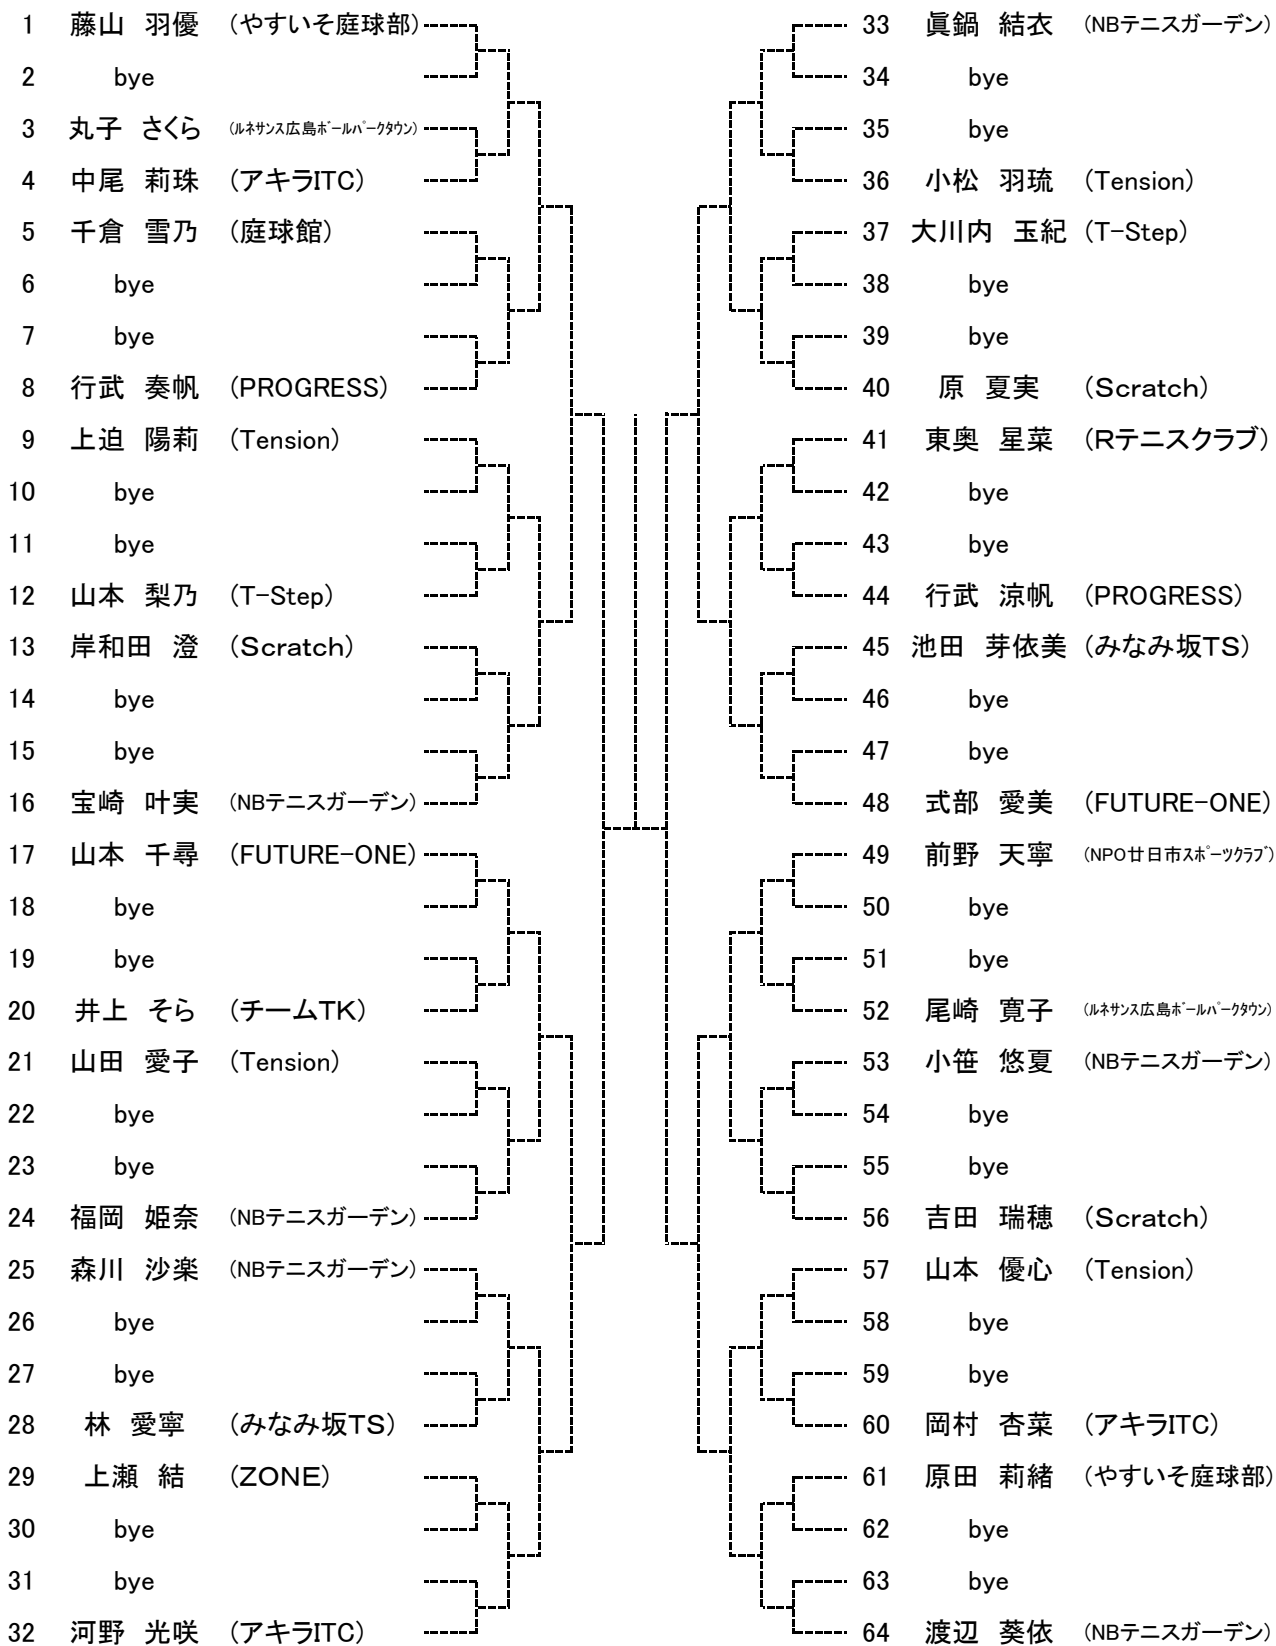 1 藤山 羽優 (やすいそ庭球部)
2 bye
3 丸子 さくら (ルネサンス広島ボールパークタウン)
4 中尾 莉珠 (アキラITC)
5 千倉 雪乃 (庭球館)
6 bye
7 bye
8 行武 奏帆 (PROGRESS)
9 上迫 陽莉 (Tension)
10 bye
11 bye
12 山本 梨乃 (T-Step)
13 岸和田 澄 (Scratch)
14 bye
15 bye
16 宝崎 叶実 (NBテニスガーデン)
17 山本 千尋 (FUTURE-ONE)
18 bye
19 bye
20 井上 そら (チームTK)
21 山田 愛子 (Tension)
22 bye
23 bye
24 福岡 姫奈 (NBテニスガーデン)
25 森川 沙楽 (NBテニスガーデン)
26 bye
27 bye
28 林 愛寧 (みなみ坂TS)
29 上瀬 結 (ZONE)
30 bye
31 bye
32 河野 光咲 (アキラITC)
33 眞鍋 結衣 (NBテニスガーデン)
34 bye
35 bye
36 小松 羽琉 (Tension)
37 大川内 玉紀 (T-Step)
38 bye
39 bye
40 原 夏実 (Scratch)
41 東奥 星菜 (Rテニスクラブ)
42 bye
43 bye
44 行武 涼帆 (PROGRESS)
45 池田 芽依美 (みなみ坂TS)
46 bye
47 bye
48 式部 愛美 (FUTURE-ONE)
49 前野 天寧 (NPO廿日市スポーツクラブ)
50 bye
51 bye
52 尾崎 寛子 (ルネサンス広島ボールパークタウン)
53 小笹 悠夏 (NBテニスガーデン)
54 bye
55 bye
56 吉田 瑞穂 (Scratch)
57 山本 優心 (Tension)
58 bye
59 bye
60 岡村 杏菜 (アキラITC)
61 原田 莉緒 (やすいそ庭球部)
62 bye
63 bye
64 渡辺 葵依 (NBテニスガーデン)